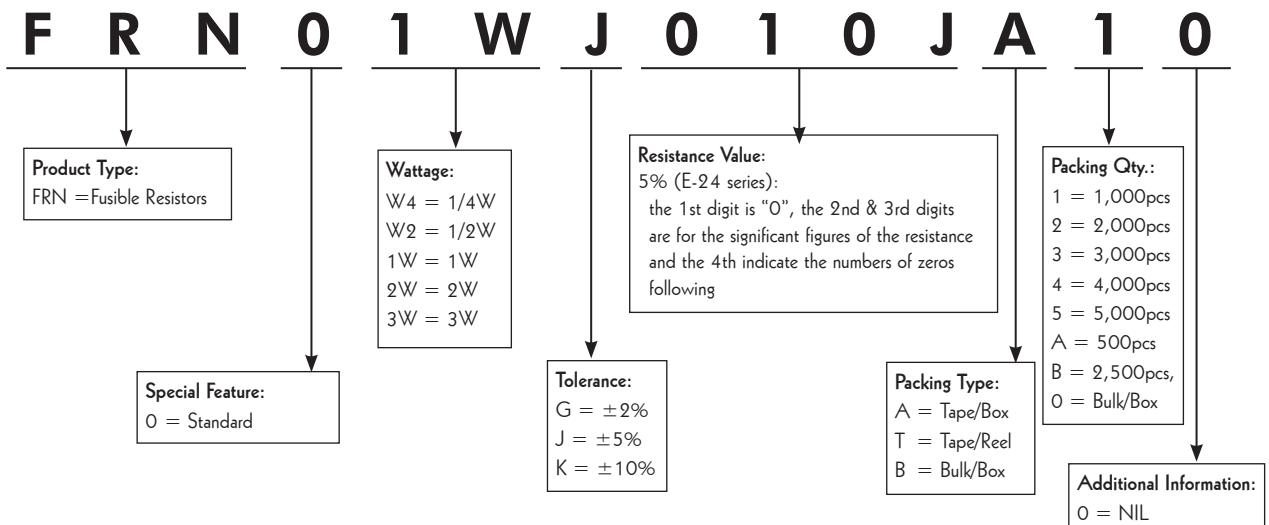 F R N 0 1 W J 0 1 0 J A 1 0
Product Type:
FRN =Fusible Resistors
Special Feature:
0 = Standard
Wattage:
W4 = 1/4W
W2 = 1/2W
1W = 1W
2W = 2W
3W = 3W
Tolerance:
G = ±2%
J = ±5%
K = ±10%
Resistance Value:
5% (E-24 series):
the 1st digit is “0”, the 2nd & 3rd digits
are for the significant figures of the resistance
and the 4th indicate the numbers of zeros
following
Packing Type:
A = Tape/Box
T = Tape/Reel
B = Bulk/Box
Packing Qty.:
1 = 1,000pcs
2 = 2,000pcs
3 = 3,000pcs
4 = 4,000pcs
5 = 5,000pcs
A = 500pcs
B = 2,500pcs,
0 = Bulk/Box
Additional Information:
0 = NIL